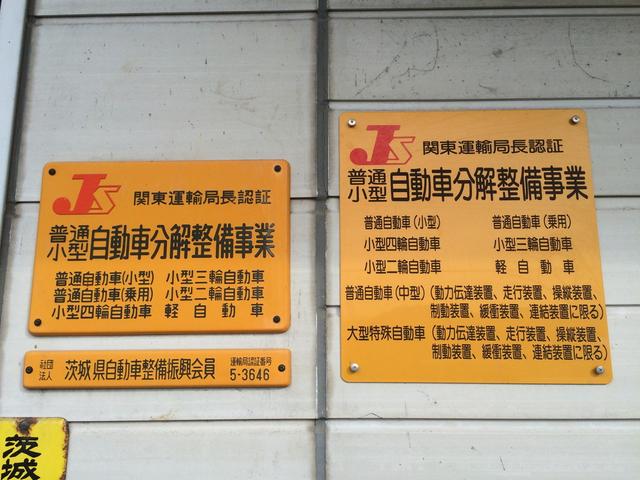 JS 関東運輸局長認証
普通
小型 自動車分解整備事業
普通自動車(小型) 小型三輪自動車
普通自動車(乗用) 小型二輪自動車
小型四輪自動車 軽自動車
社団
法人 茨城県自動車整備振興会員 運輸局認証番号
5-3646
茨城
JS 関東運輸局長認証
普通
小型 自動車分解整備事業
普通自動車(小型) 普通自動車(乗用)
小型四輪自動車 小型三輪自動車
小型二輪自動車 軽自動車
普通自動車(中型)(動力伝達装置、走行装置、操縦装置、
制動装置、緩衝装置、連結装置に限る)
大型特殊自動車(動力伝達装置、走行装置、操縦装置、
制動装置、緩衝装置、連結装置に限る)